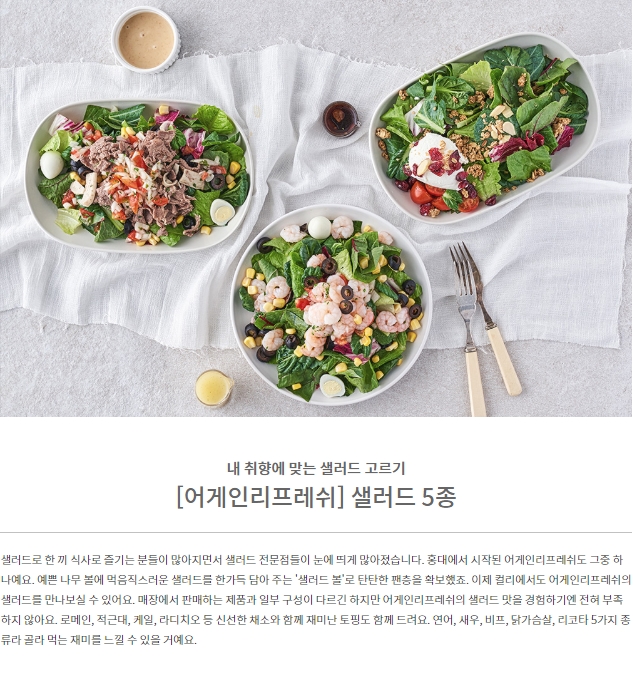 내 취향에 맞는 샐러드 고르기
[어게인리프레쉬] 샐러드 5종
샐러드로 한 끼 식사로 즐기는 분들이 많아지면서 샐러드 전문점들이 눈에 띄게 많아졌습니다. 홍대에서 시작된 어게인리프레쉬도 그중 하
나예요. 예쁜 나무 볼에 먹음직스러운 샐러드를 한가득 담아 주는 '샐러드 볼'로 탄탄한 팬층을 확보했죠. 이제 컬리에서도 어게인리프레쉬의
샐러드를 만나보실 수 있어요. 매장에서 판매하는 제품과 일부 구성이 다르긴 하지만 어게인리프레쉬의 샐러드 맛을 경험하기엔 전혀 부족
하지 않아요. 로메인, 적근대, 케일, 라디치오 등 신선한 채소와 함께 재미난 토핑도 함께 드려요. 연어, 새우, 비프, 닭가슴살, 리코타 5가지 종
류라 골라 먹는 재미를 느낄 수 있을 거예요.